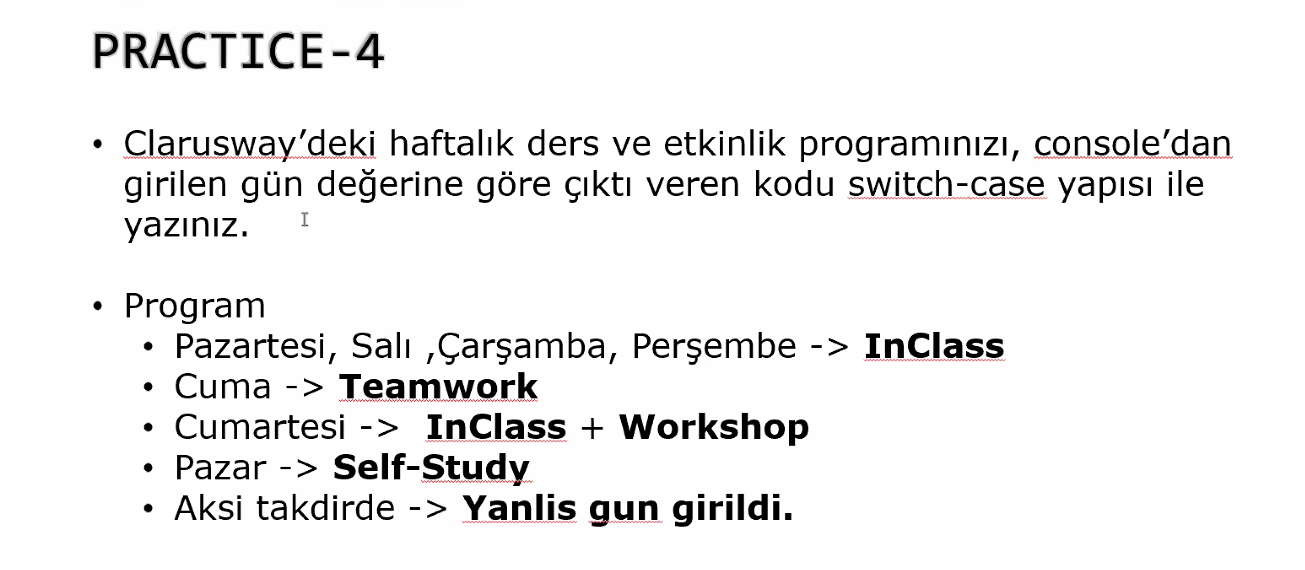 PRACTICE-4
• Clarusway’deki haftalık ders ve etkinlik programınızı, console’dan
girilen gün değerine göre çıktı veren kodu switch-case yapısı ile
yazınız.
• Program
• Pazartesi, Salı ,Çarşamba, Perşembe -> InClass
• Cuma -> Teamwork
• Cumartesi -> InClass + Workshop
• Pazar -> Self-Study
• Aksi takdirde -> Yanlis gun girildi.